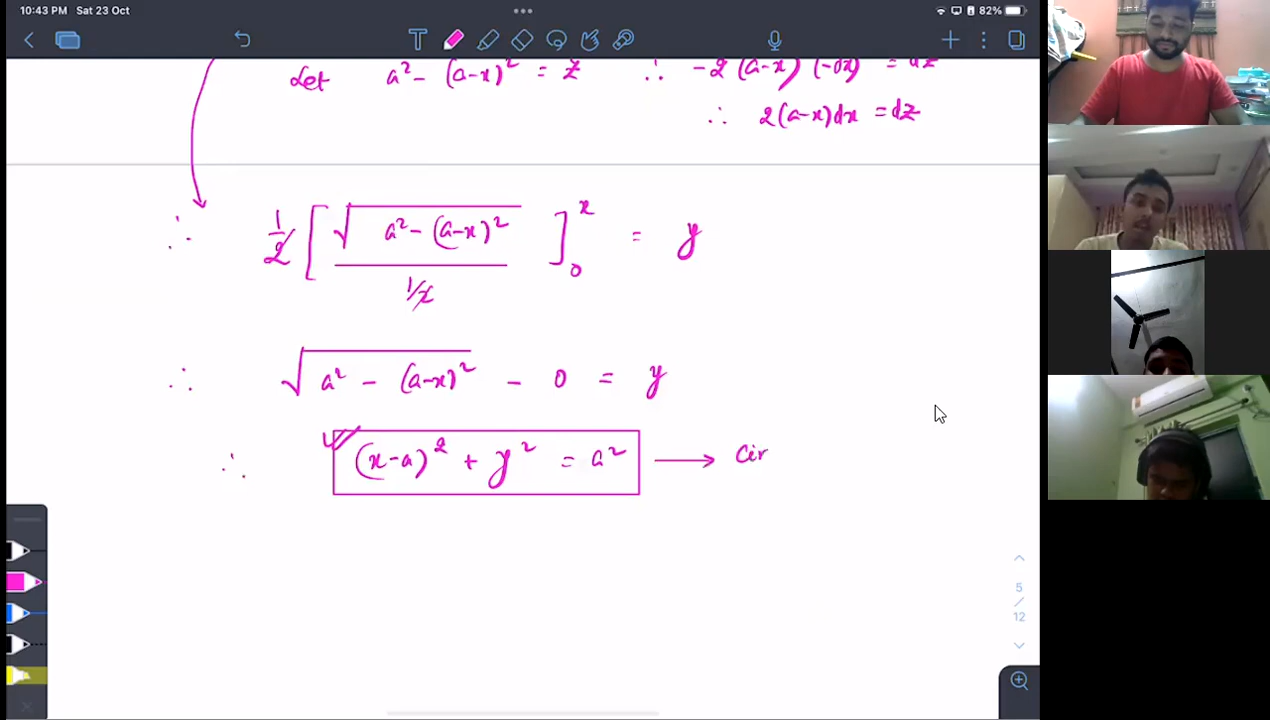 10:43 PM Sat 23 Oct 82%
T
Let a² - (a-x)² = z ∴ -2(a-x)(-dx) = dz
∴ 2(a-x)dx = dz
∴ 1/2 [ √(a² - (a-x)²) / 1/2 ]₀ˣ = y
∴ √(a² - (a-x)²) - 0 = y
∴ (x-a)² + y² = a² → Cir
5
/
12